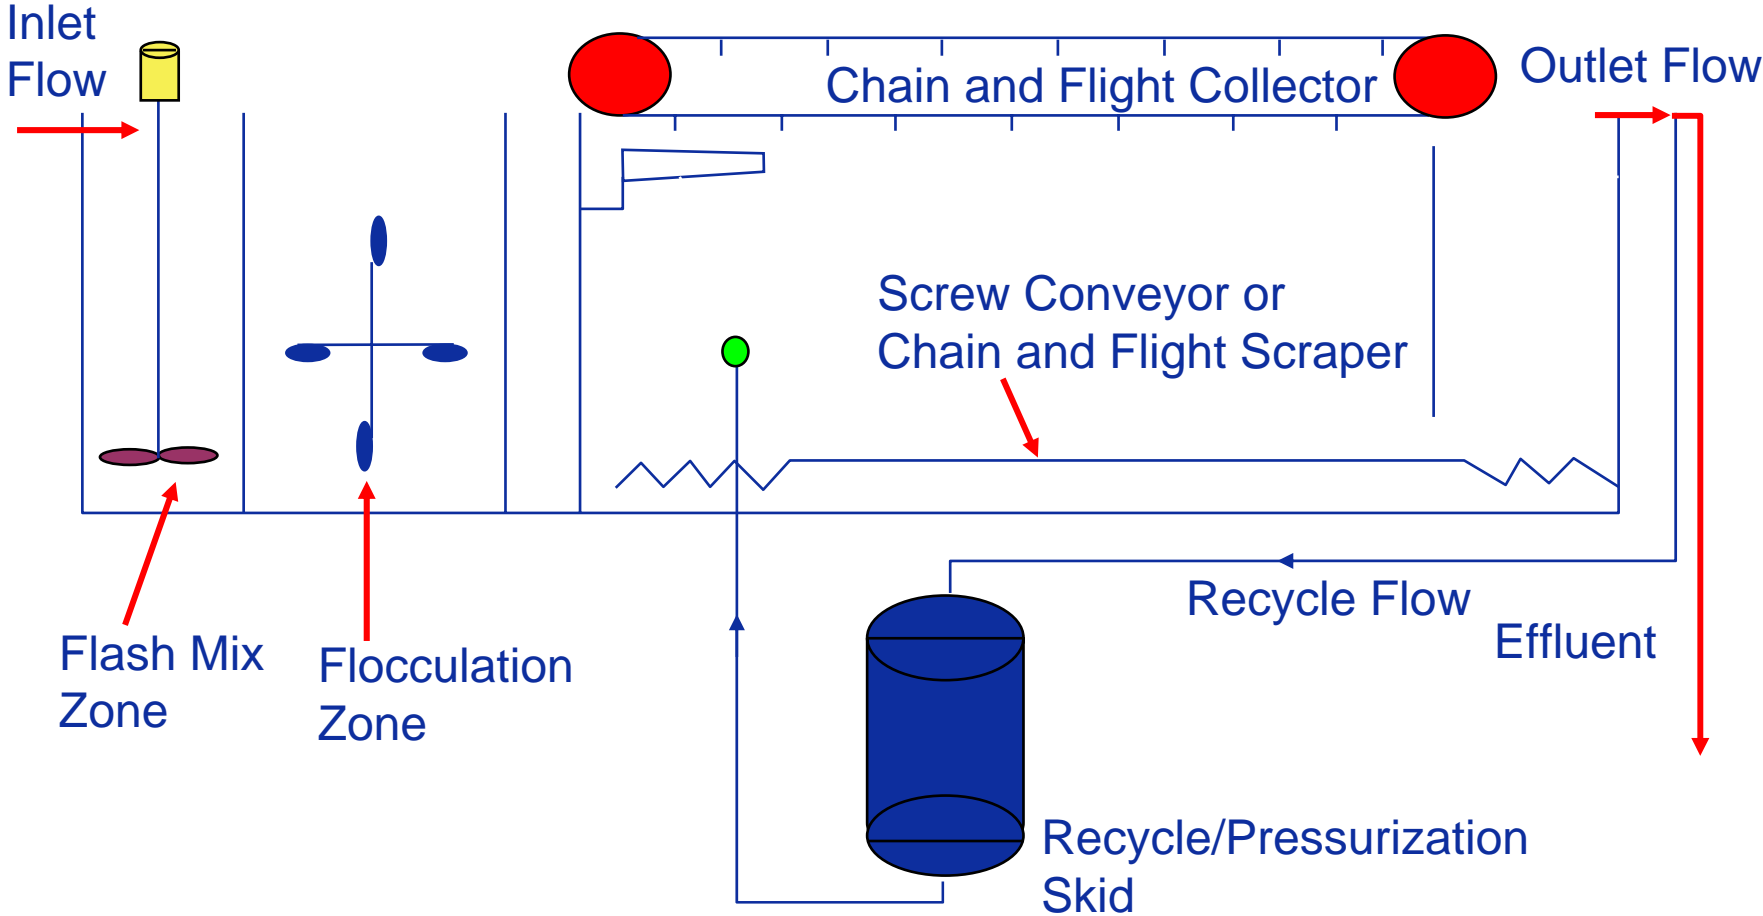 Inlet
Flow
Chain and Flight Collector
Outlet Flow
Screw Conveyor or
Chain and Flight Scraper
Recycle Flow
Effluent
Flash Mix
Zone
Flocculation
Zone
Recycle/Pressurization
Skid